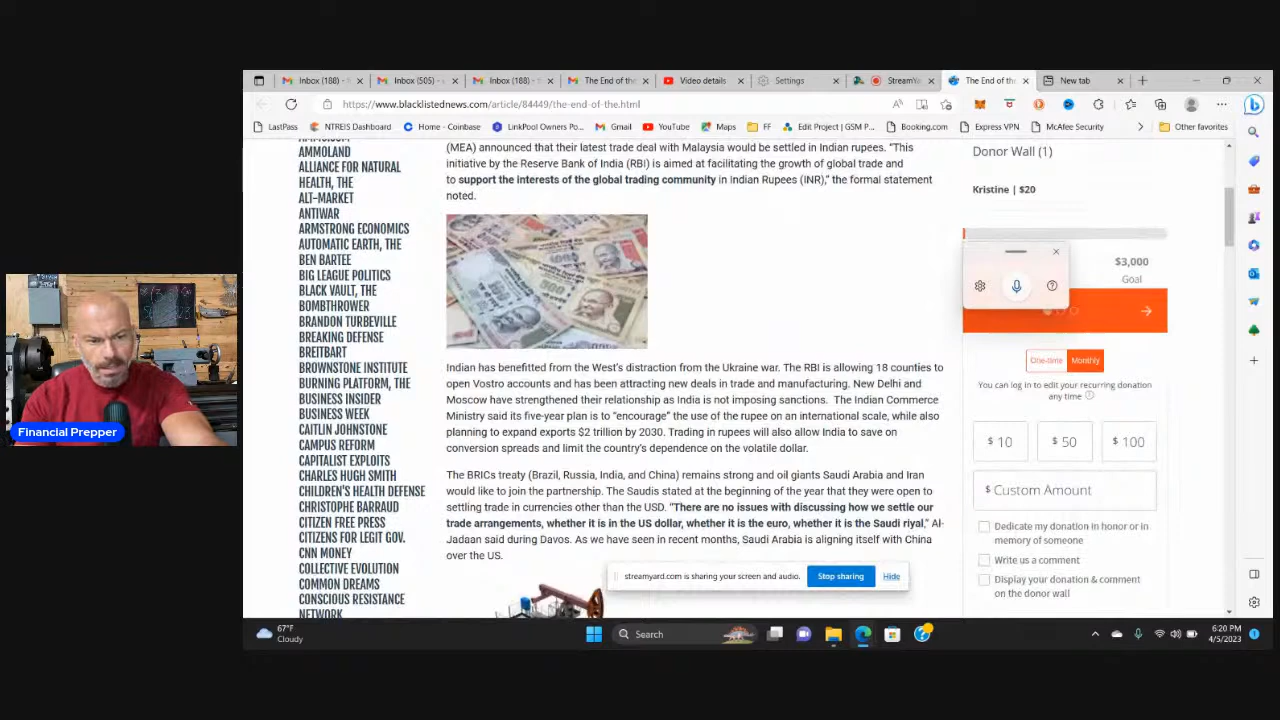 Inbox (188) - S
Inbox (505) - e
Inbox (188) - S
The End of the
Video details
Settings
StreamYa
The End of the
New tab
https://www.blacklistednews.com/article/84449/the-end-of-the.html
LastPass
NTREIS Dashboard
Home - Coinbase
LinkPool Owners Po...
Gmail
YouTube
Maps
FF
Edit Project | GSM P...
Booking.com
Express VPN
McAfee Security
Other favorites
AMMOLAND
ALLIANCE FOR NATURAL
HEALTH, THE
ALT-MARKET
ANTIWAR
ARMSTRONG ECONOMICS
AUTOMATIC EARTH, THE
BEN BARTEE
BIG LEAGUE POLITICS
BLACK VAULT, THE
BOMBTHROWER
BRANDON TURBEVILLE
BREAKING DEFENSE
BREITBART
BROWNSTONE INSTITUTE
BURNING PLATFORM, THE
BUSINESS INSIDER
BUSINESS WEEK
CAITLIN JOHNSTONE
CAMPUS REFORM
CAPITALIST EXPLOITS
CHARLES HUGH SMITH
CHILDREN'S HEALTH DEFENSE
CHRISTOPHE BARRAUD
CITIZEN FREE PRESS
CITIZENS FOR LEGIT GOV.
CNN MONEY
COLLECTIVE EVOLUTION
COMMON DREAMS
CONSCIOUS RESISTANCE
NETWORK
(MEA) announced that their latest trade deal with Malaysia would be settled in Indian rupees. "This
initiative by the Reserve Bank of India (RBI) is aimed at facilitating the growth of global trade and
to support the interests of the global trading community in Indian Rupees (INR)," the formal statement
noted.
Indian has benefitted from the West's distraction from the Ukraine war. The RBI is allowing 18 counties to
open Vostro accounts and has been attracting new deals in trade and manufacturing. New Delhi and
Moscow have strengthened their relationship as India is not imposing sanctions. The Indian Commerce
Ministry said its five-year plan is to "encourage" the use of the rupee on an international scale, while also
planning to expand exports $2 trillion by 2030. Trading in rupees will also allow India to save on
conversion spreads and limit the country's dependence on the volatile dollar.
The BRICs treaty (Brazil, Russia, India, and China) remains strong and oil giants Saudi Arabia and Iran
would like to join the partnership. The Saudis stated at the beginning of the year that they were open to
settling trade in currencies other than the USD. "There are no issues with discussing how we settle our
trade arrangements, whether it is in the US dollar, whether it is the euro, whether it is the Saudi riyal," Al-
Jadaan said during Davos. As we have seen in recent months, Saudi Arabia is aligning itself with China
over the US.
Donor Wall (1)
Kristine | $20
$3,000
Goal
One-time
Monthly
You can log in to edit your recurring donation
any time
$ 10
$ 50
$ 100
$ Custom Amount
Dedicate my donation in honor or in
memory of someone
Write us a comment
Display your donation & comment
on the donor wall
streamyard.com is sharing your screen and audio.
Stop sharing
Hide
Financial Prepper
67°F
Cloudy
Search
6:20 PM
4/5/2023